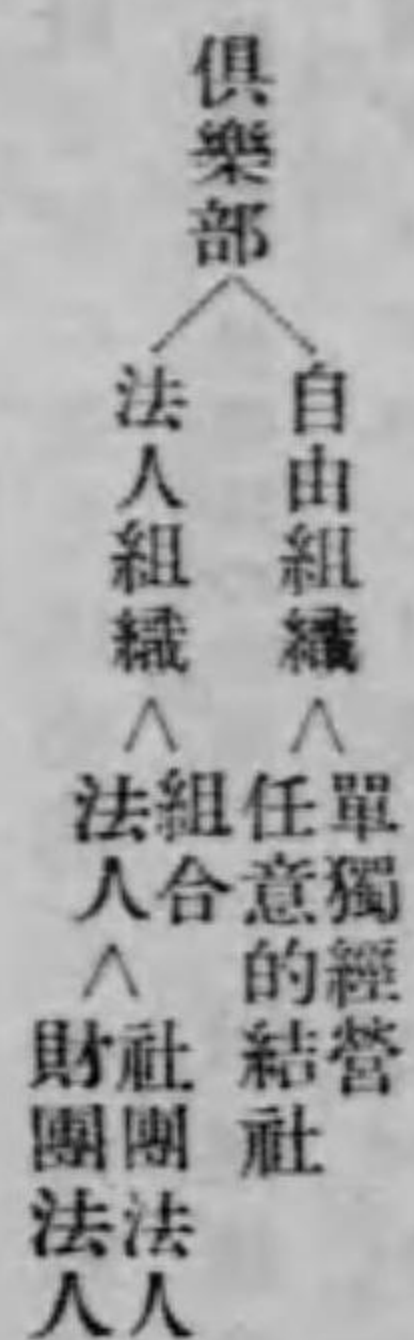 俱樂部
自由組織
單獨經營
任意的結社
法人組織
組合
法人
社團法人
財團法人